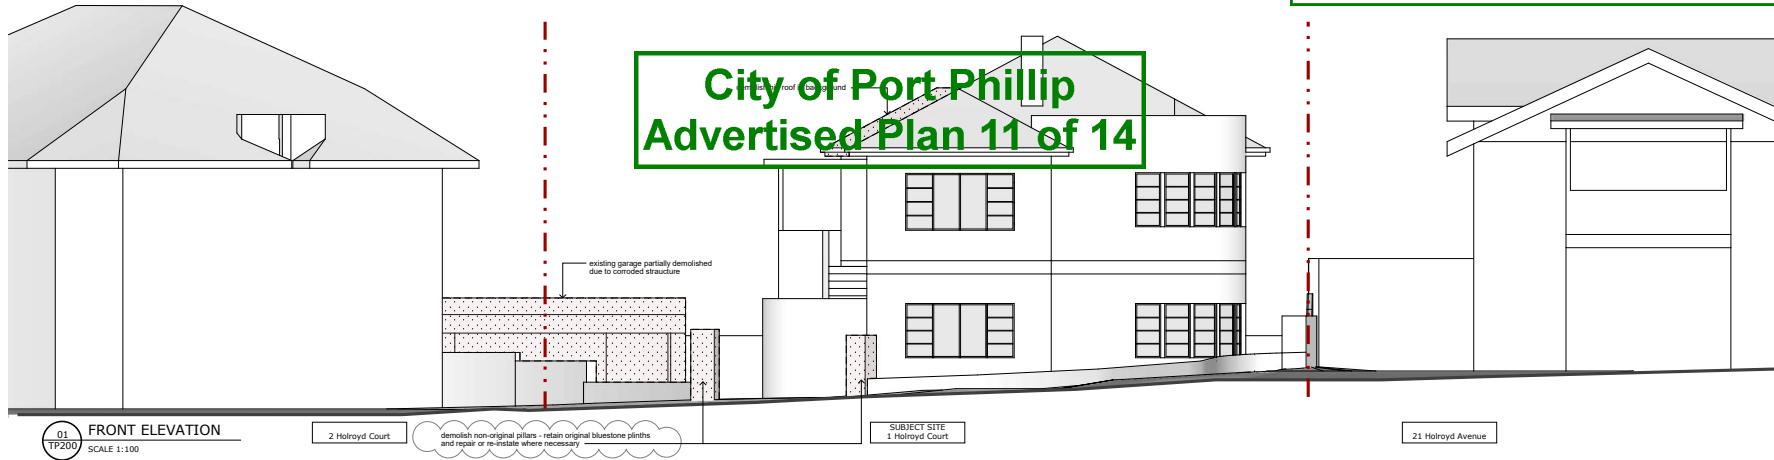 City of Port Phillip
Advertised Plan 11 of 14
existing garage partially demolished
due to corroded straucture
01
TP200
FRONT ELEVATION
SCALE 1:100
2 Holroyd Court
demolish non-original pillars - retain original bluestone plinths
and repair or re-instate where necessary
SUBJECT SITE
1 Holroyd Court
21 Holroyd Avenue